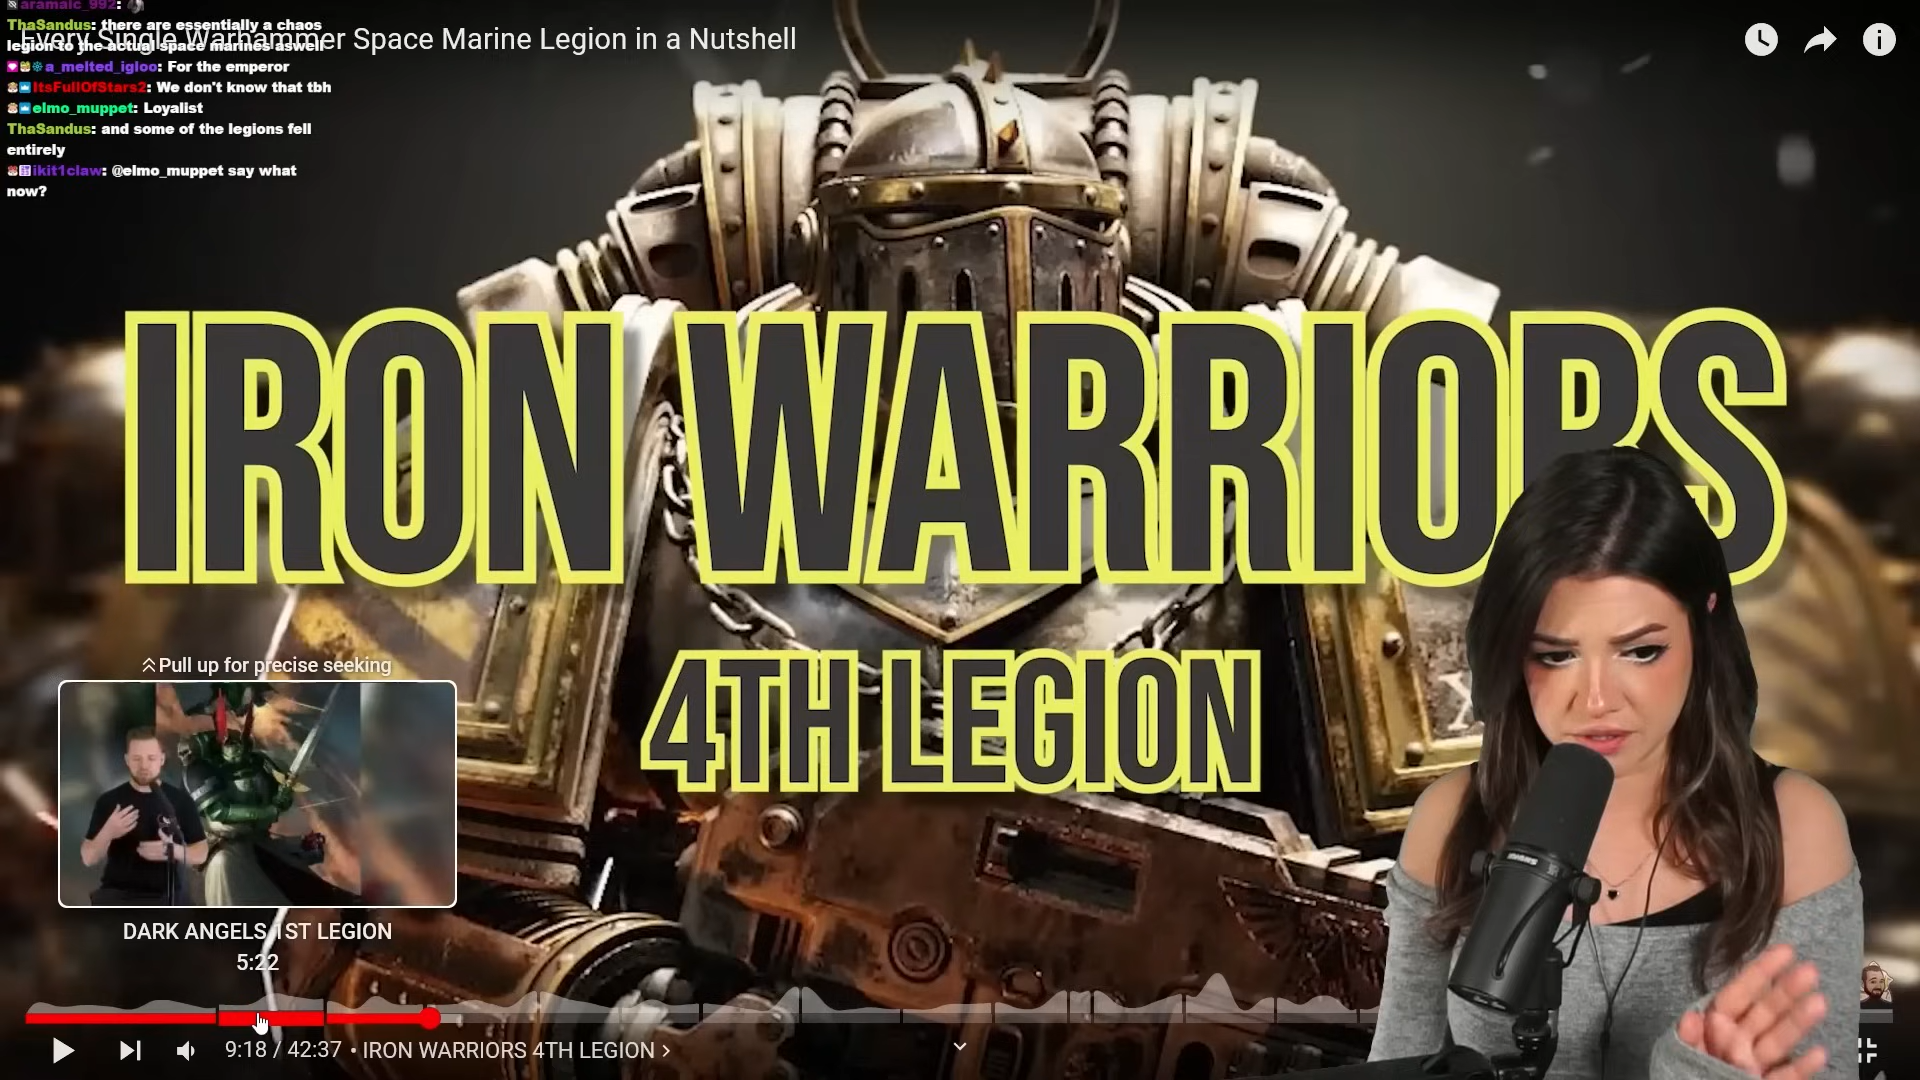 aramaic_992:
ThaSandus: there are essentially a chaos
legion to the actual space marines aswell
Every Single Warhammer Space Marine Legion in a Nutshell
a_melted_igloo: For the emperor
ItsFullOfStars2: We don't know that tbh
elmo_muppet: Loyalist
ThaSandus: and some of the legions fell
entirely
ikit1claw: @elmo_muppet say what
now?
IRON WARRIORS
4TH LEGION
Pull up for precise seeking
DARK ANGELS 1ST LEGION
5:22
9:18 / 42:37 • IRON WARRIORS 4TH LEGION